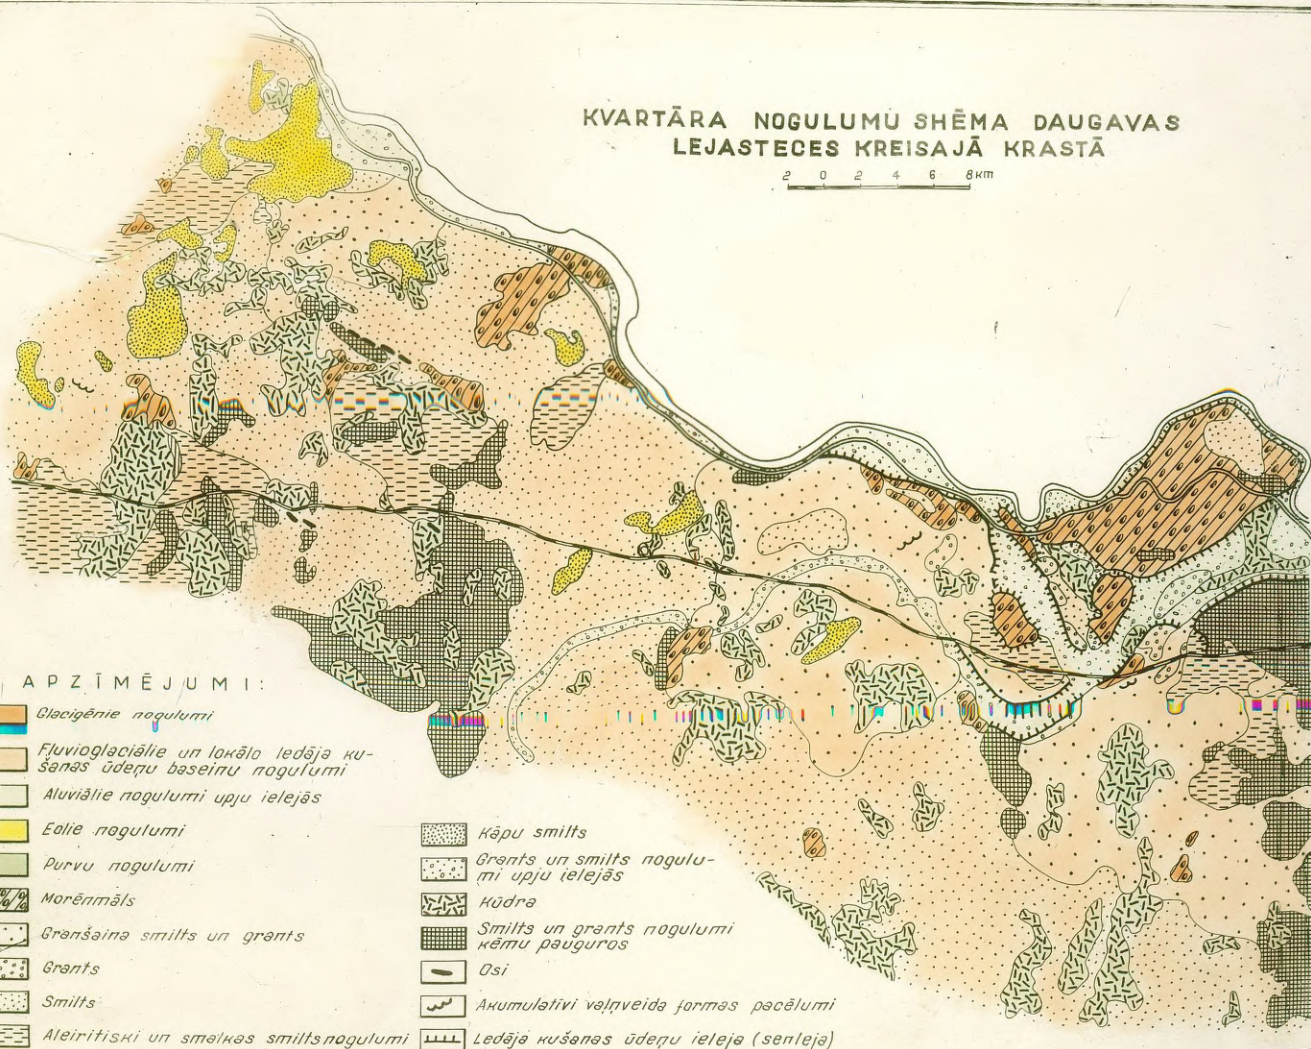 KVARTĀRA NOGULUMU SHĒMA DAUGAVAS
LEJASTECES KREISAJĀ KRASTĀ
2 0 2 4 6 8 км
APZĪMĒJUMI:
Glacigēnie nogulumi
Fluvioglaciālie un lokālo ledāja ku-
šanas ūdeņu baseinu nogulumi
Aluviālie nogulumi upju ielejās
Eolie nogulumi
Purvu nogulumi
Morēnmāls
Granšaina smilts un grants
Grants
Smilts
Aleiritiski un smalkas smilts nogulumi
Kāpu smilts
Grants un smilts nogulu-
mi upju ielejās
Kūdra
Smilts un grants nogulumi
kēmu pauguros
Osi
Akumulatīvi vaļņveida formas pacēlumi
Ledāja kušanas ūdeņu ieleja (senleja)